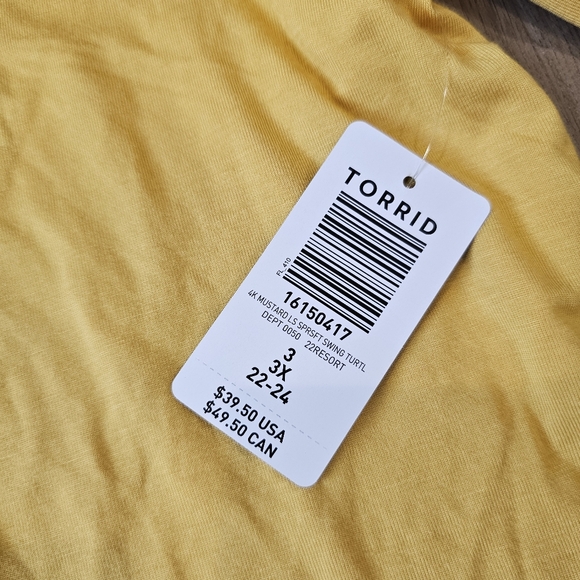 TORRID
PL_410
16150417
4K MUSTARD LS SPRSFT SWING TURTL
DEPT 0050 22RESORT
3
3X
22-24
$39.50 USA
$49.50 CAN